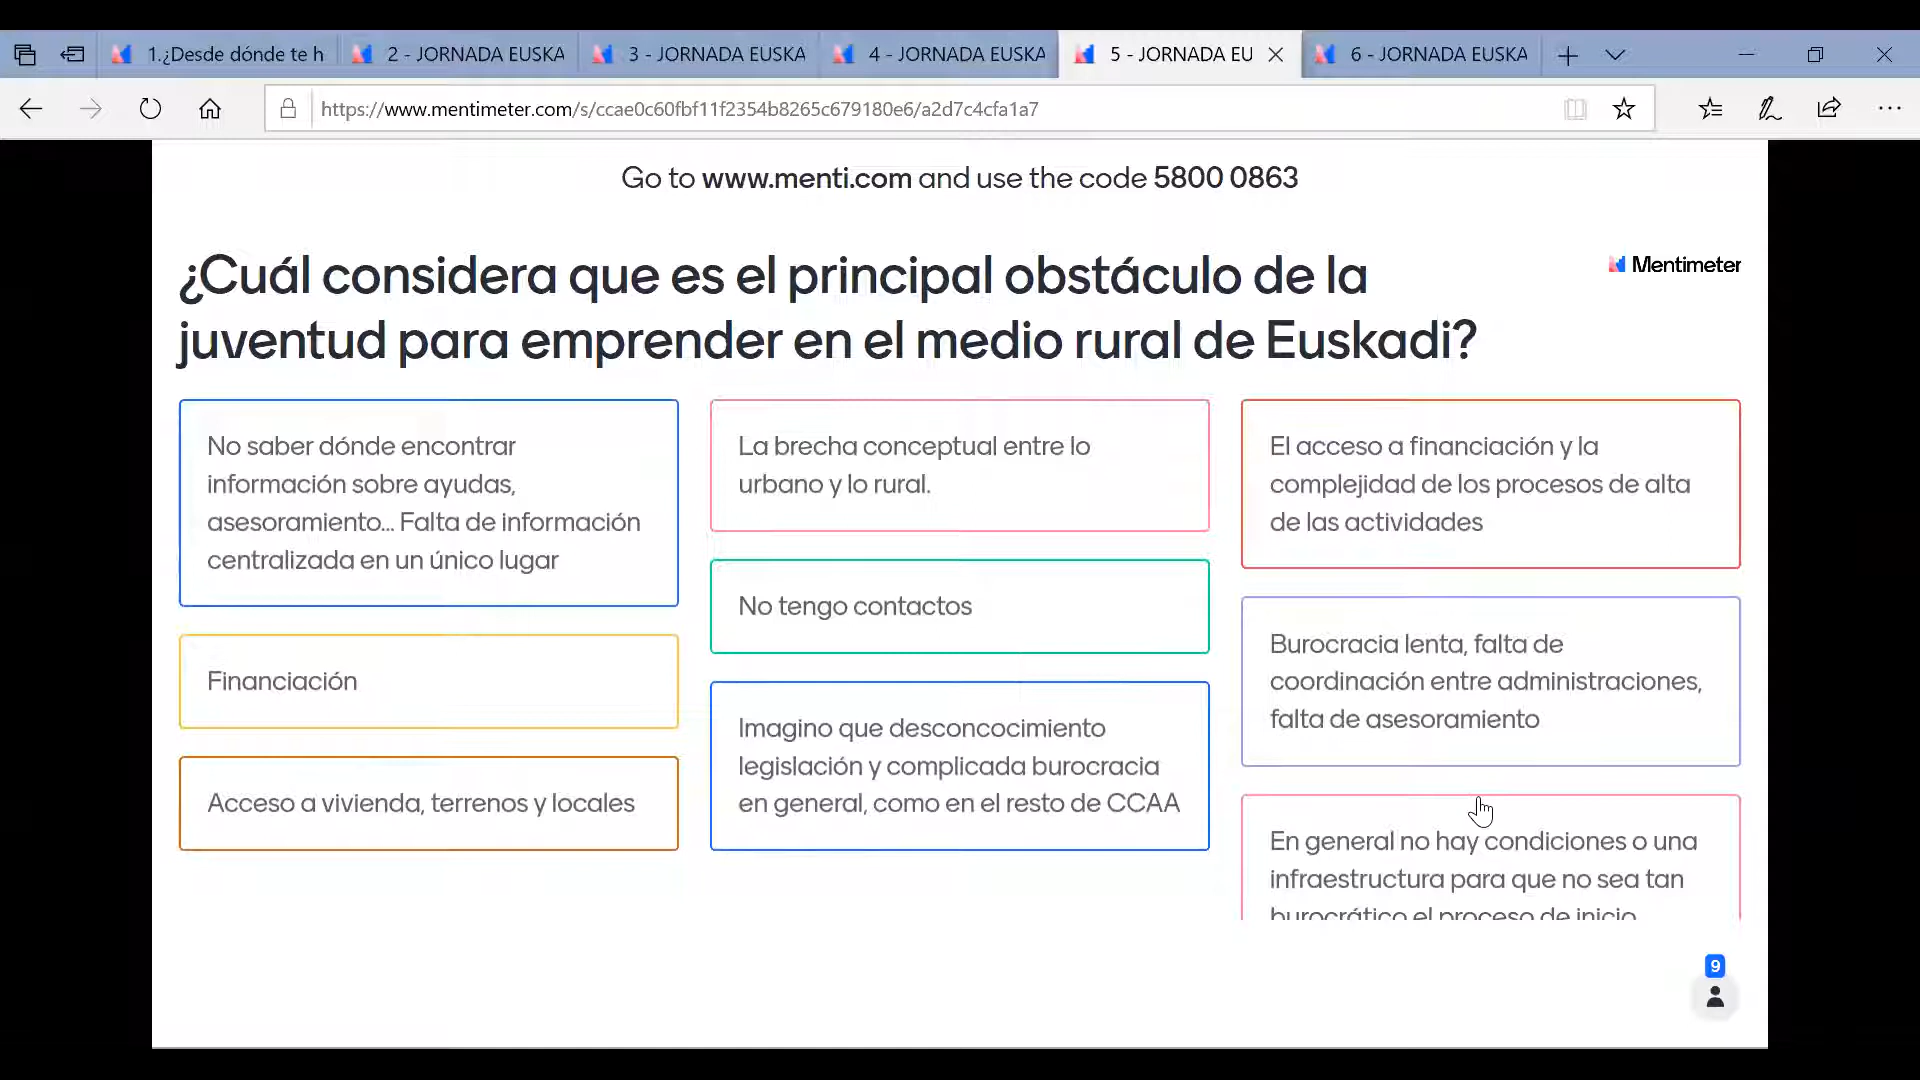 1.¿Desde dónde te h
2 - JORNADA EUSKA
3 - JORNADA EUSKA
4 - JORNADA EUSKA
5 - JORNADA EU
6 - JORNADA EUSKA
https://www.mentimeter.com/s/ccae0c60fbf11f2354b8265c679180e6/a2d7c4cfa1a7
Go to www.menti.com and use the code 5800 0863
¿Cuál considera que es el principal obstáculo de la
juventud para emprender en el medio rural de Euskadi?
Mentimeter
No saber dónde encontrar
información sobre ayudas,
asesoramiento... Falta de información
centralizada en un único lugar
Financiación
Acceso a vivienda, terrenos y locales
La brecha conceptual entre lo
urbano y lo rural.
No tengo contactos
Imagino que desconcocimiento
legislación y complicada burocracia
en general, como en el resto de CCAA
El acceso a financiación y la
complejidad de los procesos de alta
de las actividades
Burocracia lenta, falta de
coordinación entre administraciones,
falta de asesoramiento
En general no hay condiciones o una
infraestructura para que no sea tan
burocrático el proceso de inicio
9